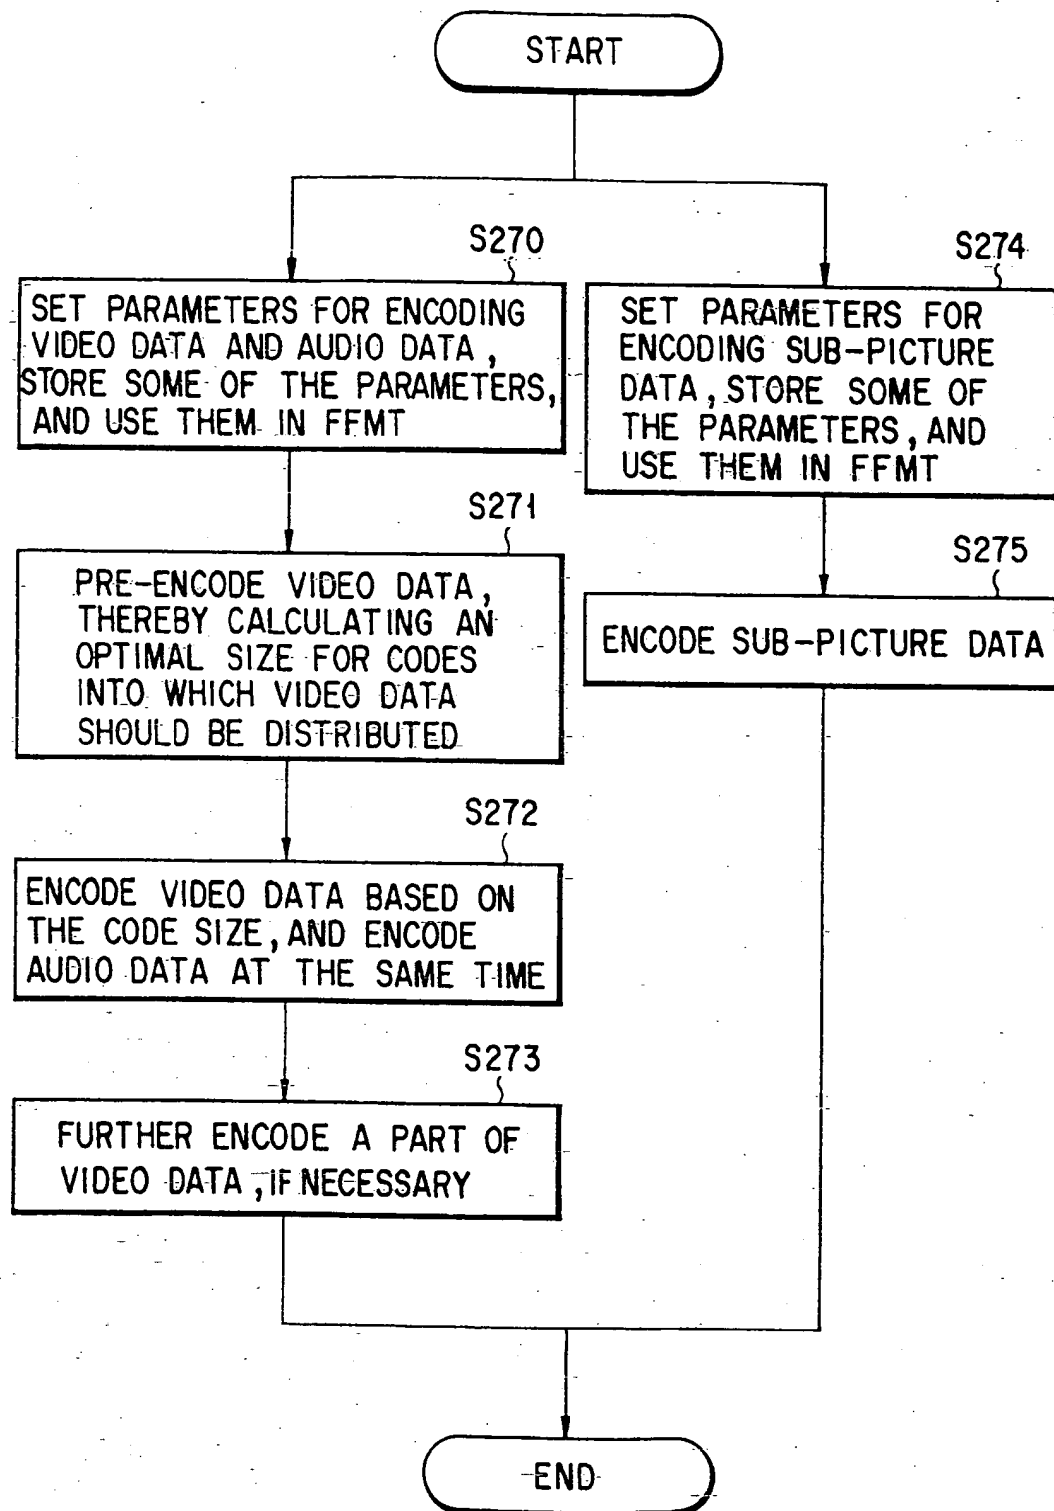 START
S270
SET PARAMETERS FOR ENCODING
VIDEO DATA AND AUDIO DATA,
STORE SOME OF THE PARAMETERS,
AND USE THEM IN FFMT
S271
PRE-ENCODE VIDEO DATA,
THEREBY CALCULATING AN
OPTIMAL SIZE FOR CODES
INTO WHICH VIDEO DATA
SHOULD BE DISTRIBUTED
S272
ENCODE VIDEO DATA BASED ON
THE CODE SIZE, AND ENCODE
AUDIO DATA AT THE SAME TIME
S273
FURTHER ENCODE A PART OF
VIDEO DATA, IF NECESSARY
S274
SET PARAMETERS FOR
ENCODING SUB-PICTURE
DATA, STORE SOME OF
THE PARAMETERS, AND
USE THEM IN FFMT
S275
ENCODE SUB-PICTURE DATA
END